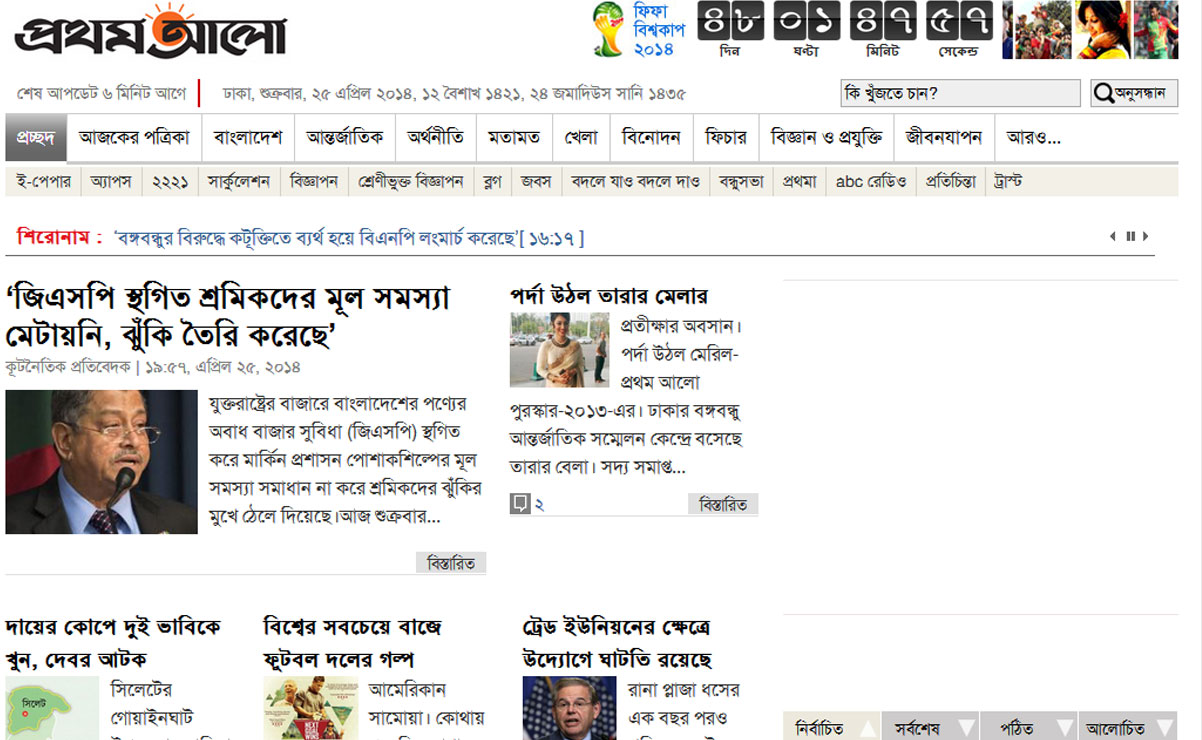 প্রথম আলো
ফিফা
বিশ্বকাপ
২০১৪
৪৮ ০১ ৪৭ ৫৭
দিন ঘণ্টা মিনিট সেকেন্ড
শেষ আপডেট ৬ মিনিট আগে
ঢাকা, শুক্রবার, ২৫ এপ্রিল ২০১৪, ১২ বৈশাখ ১৪২১, ২৪ জমাদিউস সানি ১৪৩৫
কি খুঁজতে চান?
অনুসন্ধান
প্রচ্ছদ আজকের পত্রিকা বাংলাদেশ আন্তর্জাতিক অর্থনীতি মতামত খেলা বিনোদন ফিচার বিজ্ঞান ও প্রযুক্তি জীবনযাপন আরও...
ই-পেপার অ্যাপস ২২২১ সার্কুলেশন বিজ্ঞাপন শ্রেণীভুক্ত বিজ্ঞাপন ব্লগ জবস বদলে যাও বদলে দাও বন্ধুসভা প্রথমা abc রেডিও প্রতিচিন্তা ট্রাস্ট
শিরোনাম : ‘বঙ্গবন্ধুর বিরুদ্ধে কটূক্তিতে ব্যর্থ হয়ে বিএনপি লংমার্চ করেছে’[ ১৬:১৭ ]
‘জিএসপি স্থগিত শ্রমিকদের মূল সমস্যা
মেটায়নি, ঝুঁকি তৈরি করেছে’
কূটনৈতিক প্রতিবেদক | ১৯:৫৭, এপ্রিল ২৫, ২০১৪
যুক্তরাষ্ট্রের বাজারে বাংলাদেশের পণ্যের
অবাধ বাজার সুবিধা (জিএসপি) স্থগিত
করে মার্কিন প্রশাসন পোশাকশিল্পের মূল
সমস্যা সমাধান না করে শ্রমিকদের ঝুঁকির
মুখে ঠেলে দিয়েছে।আজ শুক্রবার...
বিস্তারিত
পর্দা উঠল তারার মেলার
প্রতীক্ষার অবসান।
পর্দা উঠল মেরিল-
প্রথম আলো
পুরস্কার-২০১৩-এর। ঢাকার বঙ্গবন্ধু
আন্তর্জাতিক সম্মেলন কেন্দ্রে বসেছে
তারার বেলা। সদ্য সমাপ্ত...
২
বিস্তারিত
দায়ের কোপে দুই ভাবিকে
খুন, দেবর আটক
সিলেট
সিলেটের
গোয়াইনঘাট
বিশ্বের সবচেয়ে বাজে
ফুটবল দলের গল্প
NEXT
GOAL
WINS
আমেরিকান
সামোয়া। কোথায়
ট্রেড ইউনিয়নের ক্ষেত্রে
উদ্যোগে ঘাটতি রয়েছে
রানা প্লাজা ধসের
এক বছর পরও
নির্বাচিত সর্বশেষ পঠিত আলোচিত